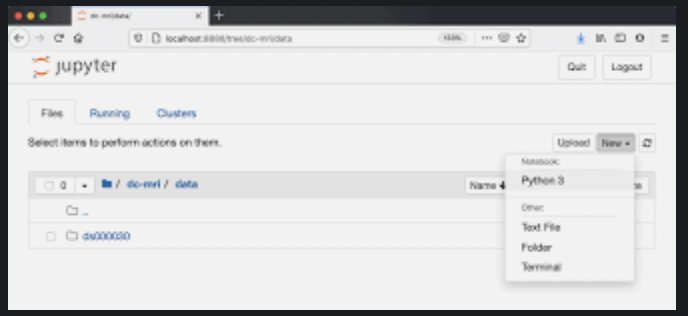 dc-mri/data/
localhost:8888/tree/dc-mri/data
jupyter
Quit Logout
Files Running Clusters
Select items to perform actions on them.
Upload New
0 / dc-mri / data
Name
Notebook:
Python 3
Other:
Text File
Folder
Terminal
..
ds000030